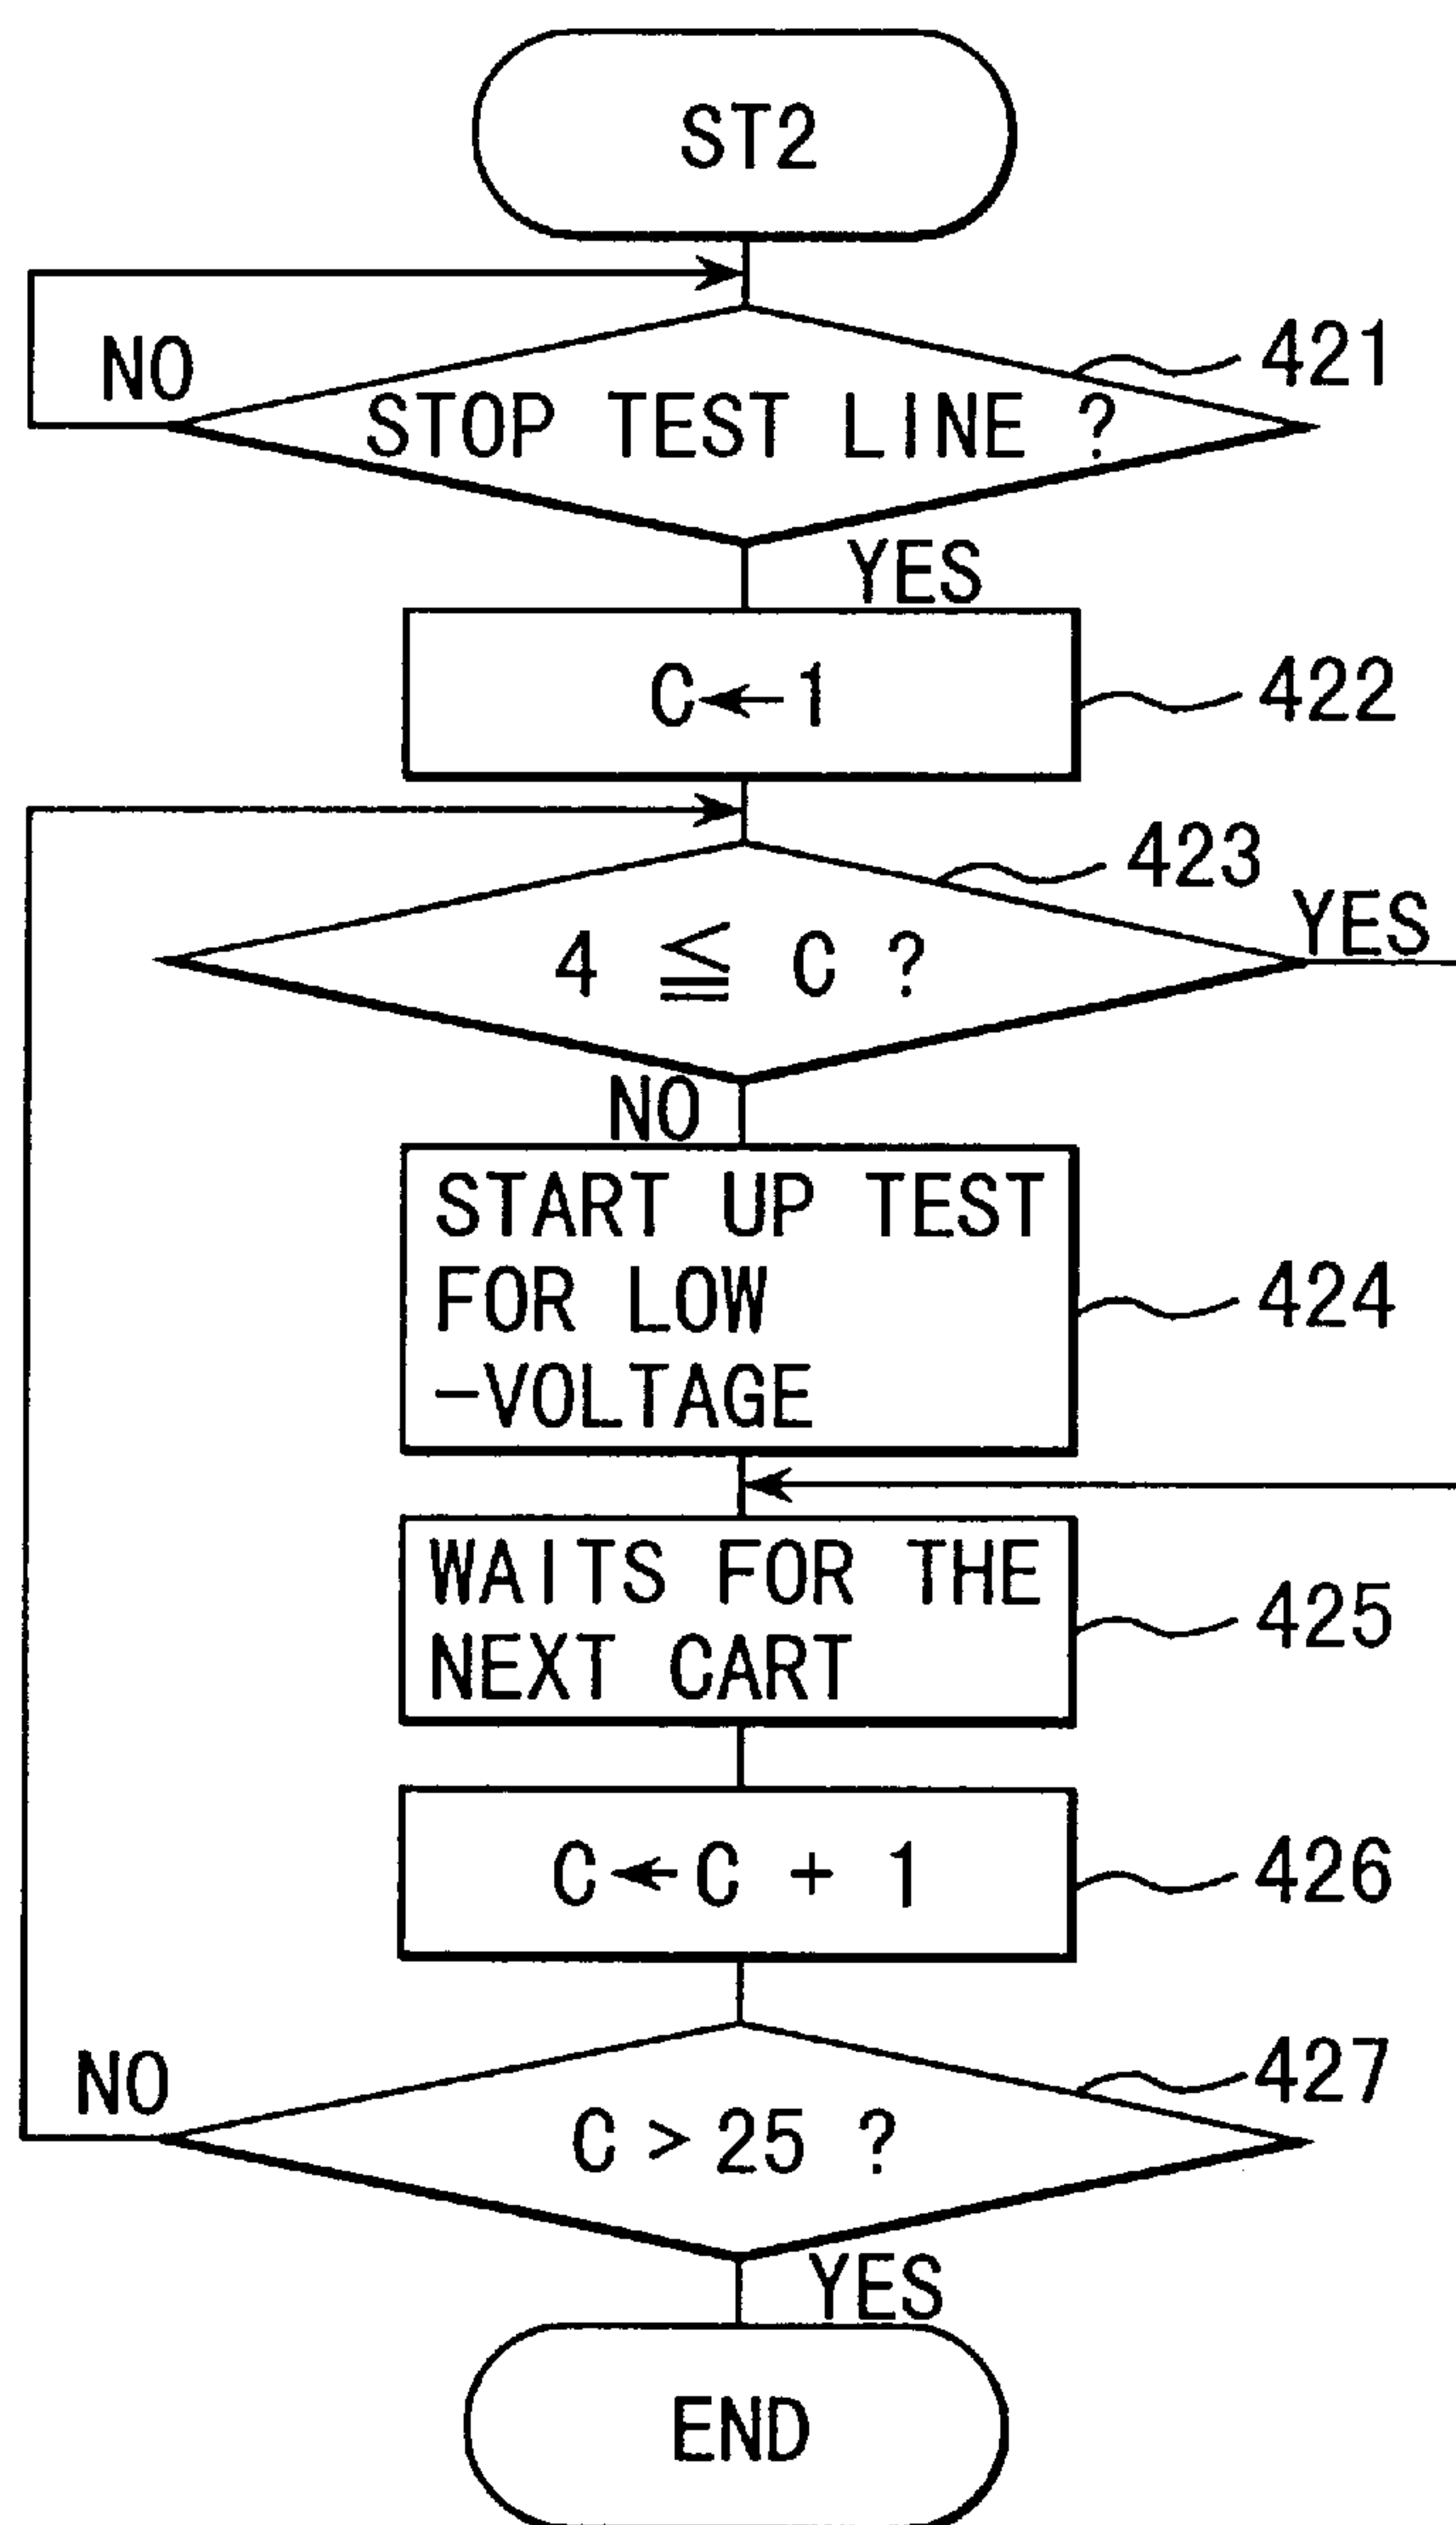 ST2
NO
421
STOP TEST LINE ?
YES
C←1
422
423
YES
4 ≦ C ?
NO
START UP TEST
FOR LOW
-VOLTAGE
424
WAITS FOR THE
NEXT CART
425
C←C + 1
426
427
NO
C > 25 ?
YES
END